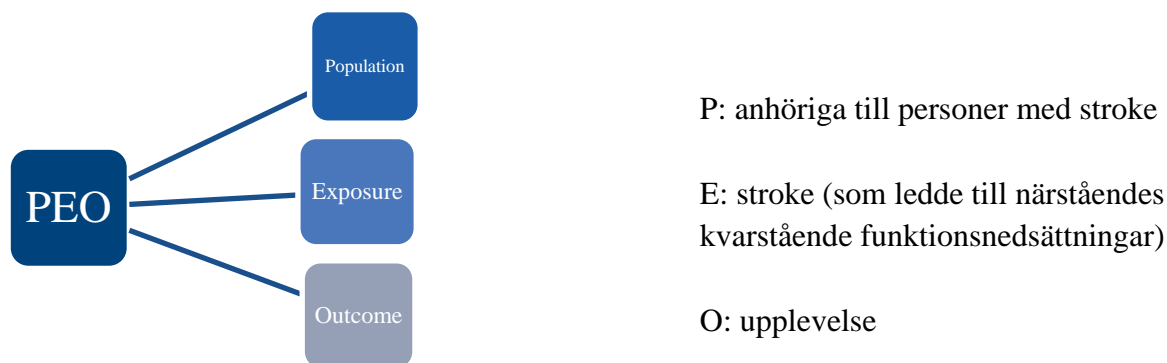 PEO
Population
Exposure
Outcome
P: anhöriga till personer med stroke
E: stroke (som ledde till närståendes
kvarstående funktionsnedsättningar)
O: upplevelse